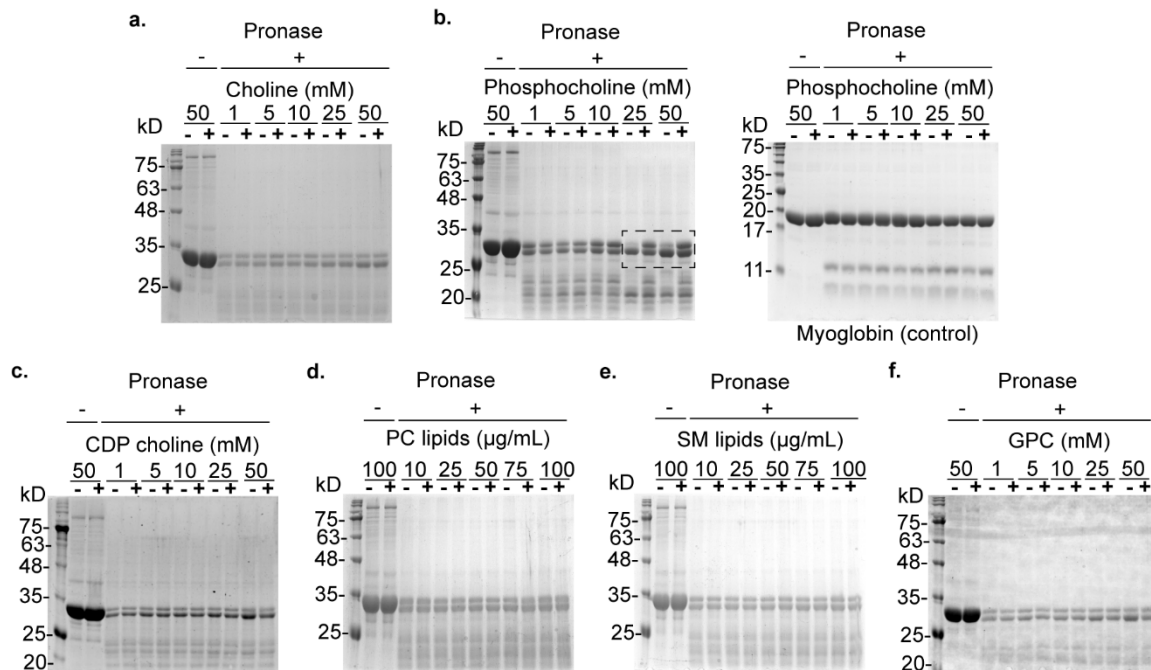 a.
Pronase
- +
Choline (mM)
50 1 5 10 25 50
kD - + - + - + - + - + - +
75-
63-
48-
35-
25-
b.
Pronase
- +
Phosphocholine (mM)
50 1 5 10 25 50
kD - + - + - + - + - + - +
75-
63-
48-
35-
25-
20-
Pronase
+
Phosphocholine (mM)
50 1 5 10 25 50
kD - + - + - + - + - + - +
75-
35-
25-
20-
17-
11-
Myoglobin (control)
c.
Pronase
- +
CDP choline (mM)
50 1 5 10 25 50
kD - + - + - + - + - + - +
75-
63-
48-
35-
25-
20-
d.
Pronase
- +
PC lipids (µg/mL)
100 10 25 50 75 100
kD - + - + - + - + - + - +
75-
63-
48-
35-
25-
e.
Pronase
- +
SM lipids (µg/mL)
100 10 25 50 75 100
kD - + - + - + - + - + - +
75-
63-
48-
35-
25-
f.
Pronase
- +
GPC (mM)
50 1 5 10 25 50
kD - + - + - + - + - + - +
75-
63-
48-
35-
25-
20-